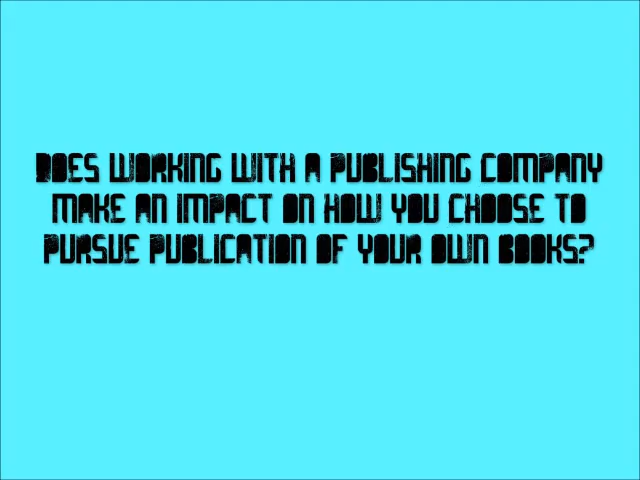 DOES WORKING WITH A PUBLISHING COMPANY
MAKE AN IMPACT ON HOW YOU CHOOSE TO
PURSUE PUBLICATION OF YOUR OWN BOOKS?